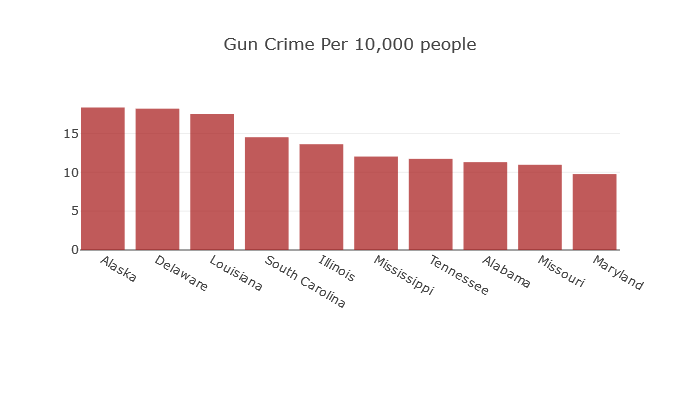 Gun Crime Per 10,000 people
15
10
5
0
Alaska
Delaware
Louisiana
South Carolina
Illinois
Mississippi
Tennessee
Alabama
Missouri
Maryland